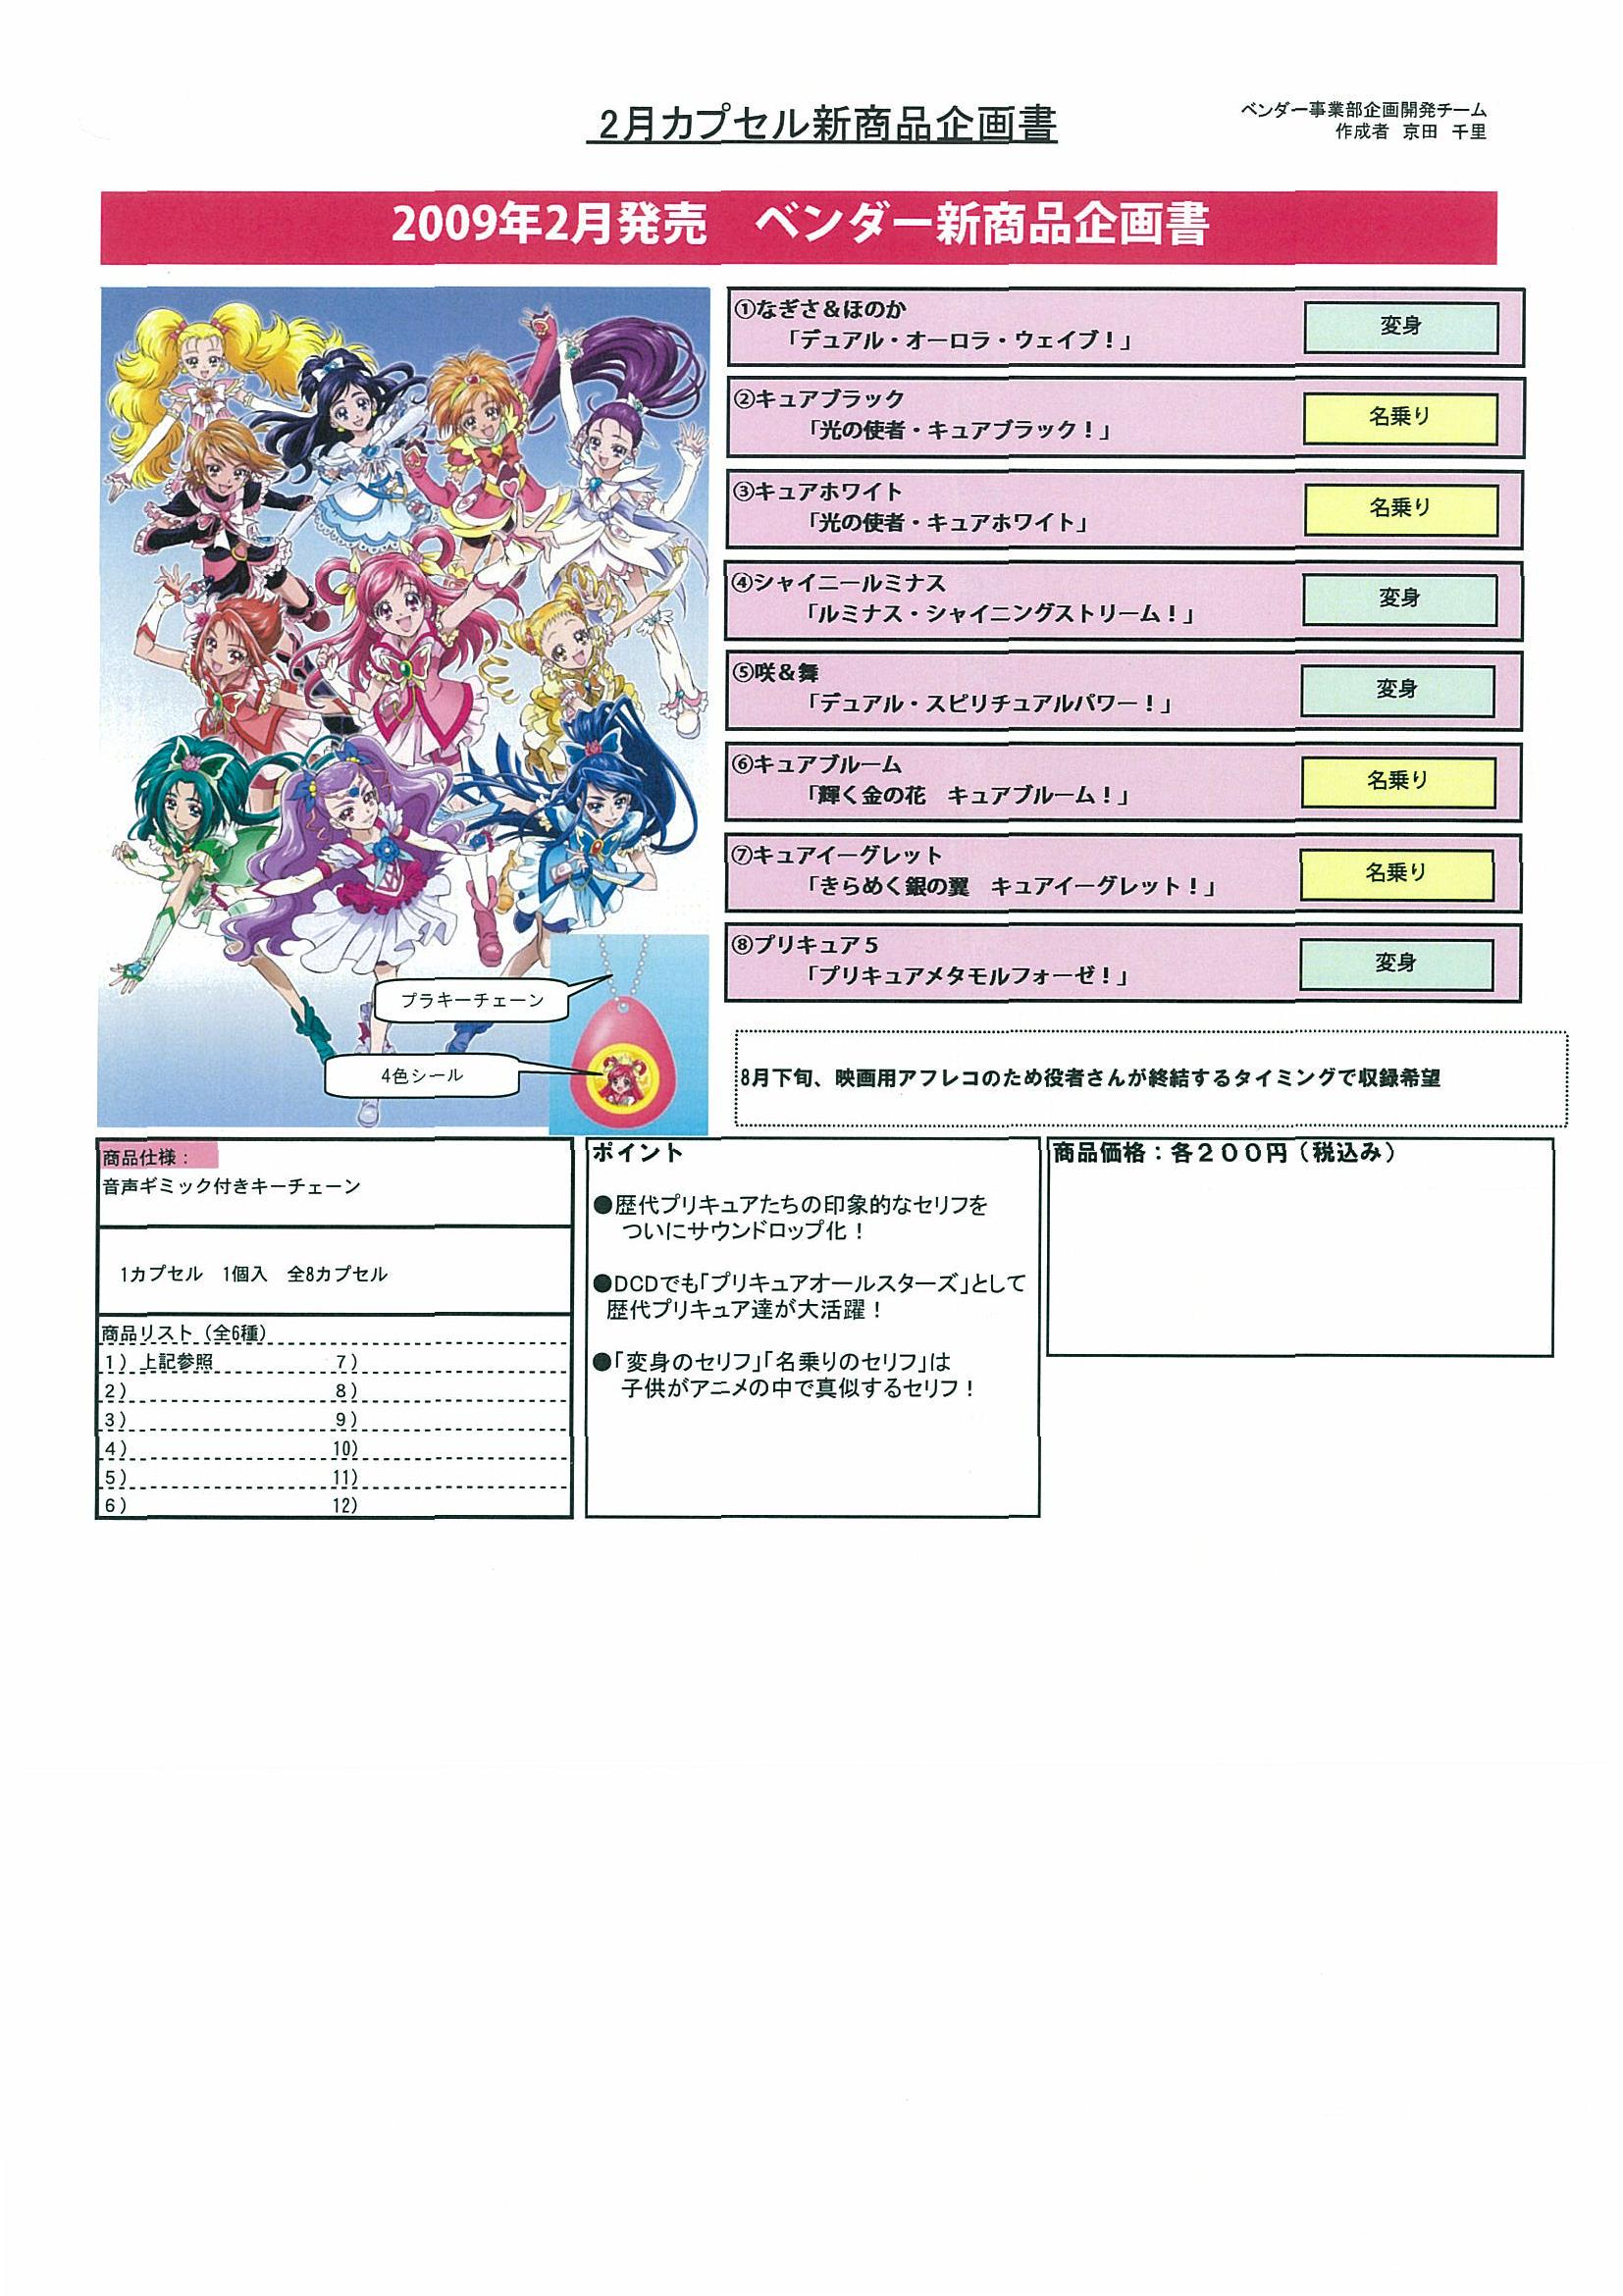 2月カプセル新商品企画書
ベンダー事業部企画開発チーム
作成者　京田　千里
2009年2月発売　ベンダー新商品企画書
①なぎさ＆ほのか
「デュアル・オーロラ・ウェイブ！」
変身
②キュアブラック
「光の使者・キュアブラック！」
名乗り
③キュアホワイト
「光の使者・キュアホワイト」
名乗り
④シャイニールミナス
「ルミナス・シャイニングストリーム！」
変身
⑤咲＆舞
「デュアル・スピリチュアルパワー！」
変身
⑥キュアブルーム
「輝く金の花　キュアブルーム！」
名乗り
⑦キュアイーグレット
「きらめく銀の翼　キュアイーグレット！」
名乗り
⑧プリキュア５
「プリキュアメタモルフォーゼ！」
変身
プラキーチェーン
4色シール
8月下旬、映画用アフレコのため役者さんが終結するタイミングで収録希望
商品仕様：
音声ギミック付きキーチェーン
1カプセル　1個入　全8カプセル
商品リスト（全6種）
1）上記参照　7）
2）　8）
3）　9）
4）　10）
5）　11）
6）　12）
ポイント
●歴代プリキュアたちの印象的なセリフを
ついにサウンドロップ化！
●DCDでも「プリキュアオールスターズ」として
歴代プリキュア達が大活躍！
●「変身のセリフ」「名乗りのセリフ」は
子供がアニメの中で真似するセリフ！
商品価格：各２００円（税込み）